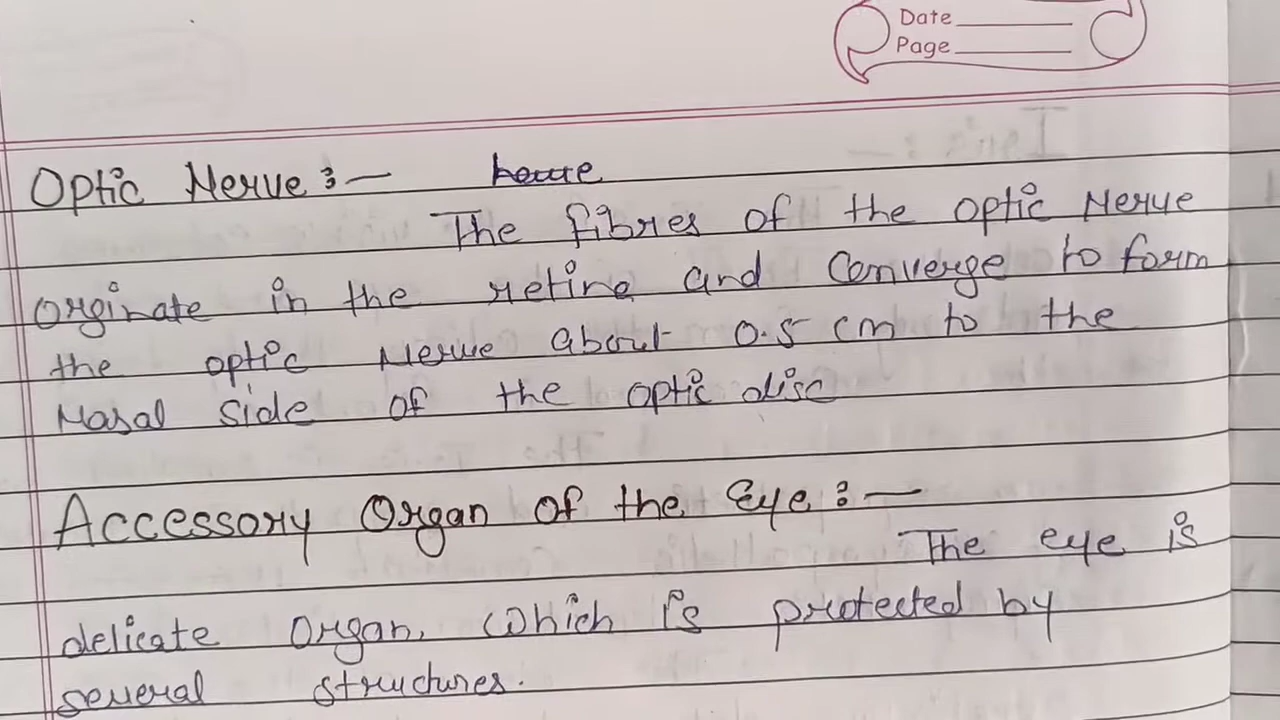 Date
Page
Optic Nerve :—
The fibres of the optic Nerve
orginate in the retina and Converge to form
the optic Nerve about 0.5 cm to the
Nasal side of the optic disc
Accessory Organ of the Eye :—
The eye is
delicate organ, which is protected by
several structures.